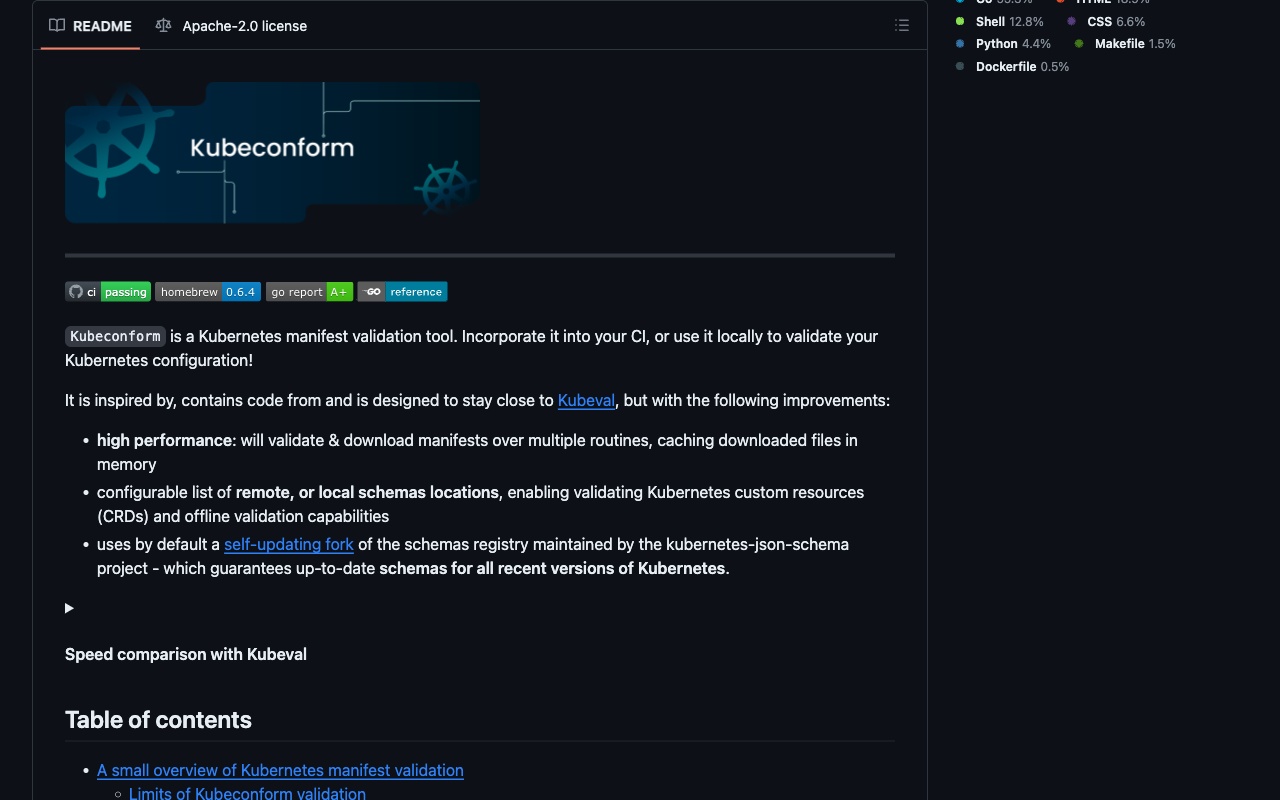 README Apache-2.0 license
Shell 12.8% CSS 6.6%
Python 4.4% Makefile 1.5%
Dockerfile 0.5%
Kubeconform
ci passing homebrew 0.6.4 go report A+ GO reference
Kubeconform is a Kubernetes manifest validation tool. Incorporate it into your CI, or use it locally to validate your
Kubernetes configuration!
It is inspired by, contains code from and is designed to stay close to Kubeval, but with the following improvements:
• high performance: will validate & download manifests over multiple routines, caching downloaded files in
memory
• configurable list of remote, or local schemas locations, enabling validating Kubernetes custom resources
(CRDs) and offline validation capabilities
• uses by default a self-updating fork of the schemas registry maintained by the kubernetes-json-schema
project - which guarantees up-to-date schemas for all recent versions of Kubernetes.
Speed comparison with Kubeval
Table of contents
• A small overview of Kubernetes manifest validation
◦ Limits of Kubeconform validation